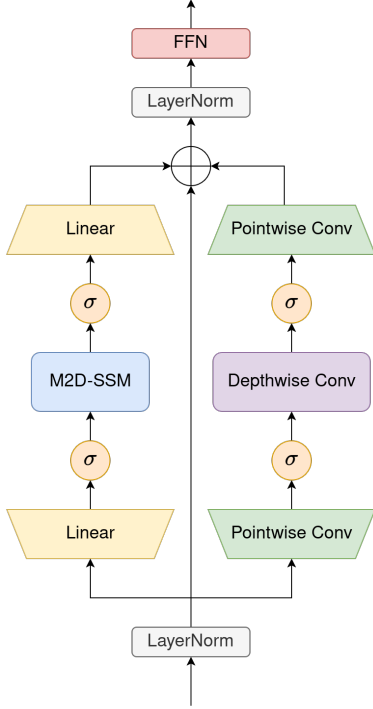 FFN
LayerNorm
Linear
Pointwise Conv
σ
σ
M2D-SSM
Depthwise Conv
σ
σ
Linear
Pointwise Conv
LayerNorm